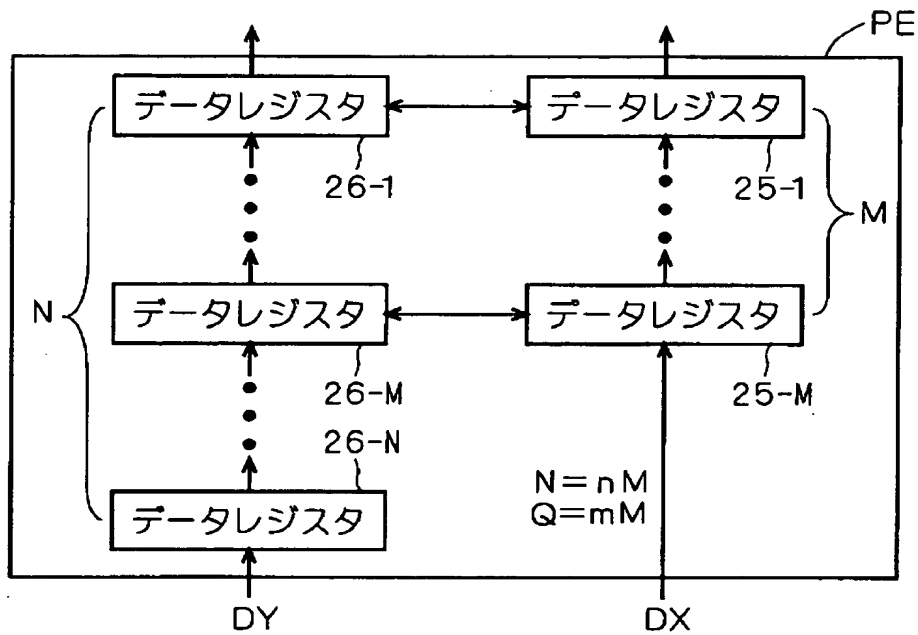 PE
データレジスタ
データレジスタ
26-1
25-1
M
N
データレジスタ
データレジスタ
26-M
25-M
26-N
N=nM
Q=mM
データレジスタ
DY
DX